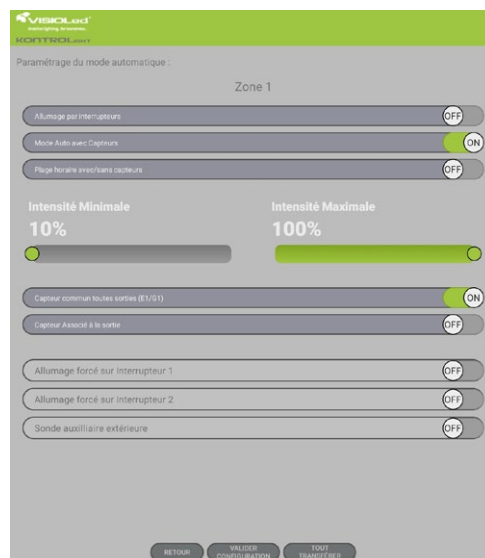 VISIOLed
KONTROLight
Paramétrage du mode automatique :
Zone 1
Allumage par interrupteurs OFF
Mode Auto avec Capteurs ON
Plage horaire avec/sans capteurs OFF
Intensité Minimale Intensité Maximale
10% 100%
Capteur commun toutes sorties (E1/G1) ON
Capteur Associé à la sortie OFF
Allumage forcé sur Interrupteur 1 OFF
Allumage forcé sur Interrupteur 2 OFF
Sonde auxilliaire extérieure OFF
RETOUR VALIDER CONFIGURATION TOUT TRANSFÉRER